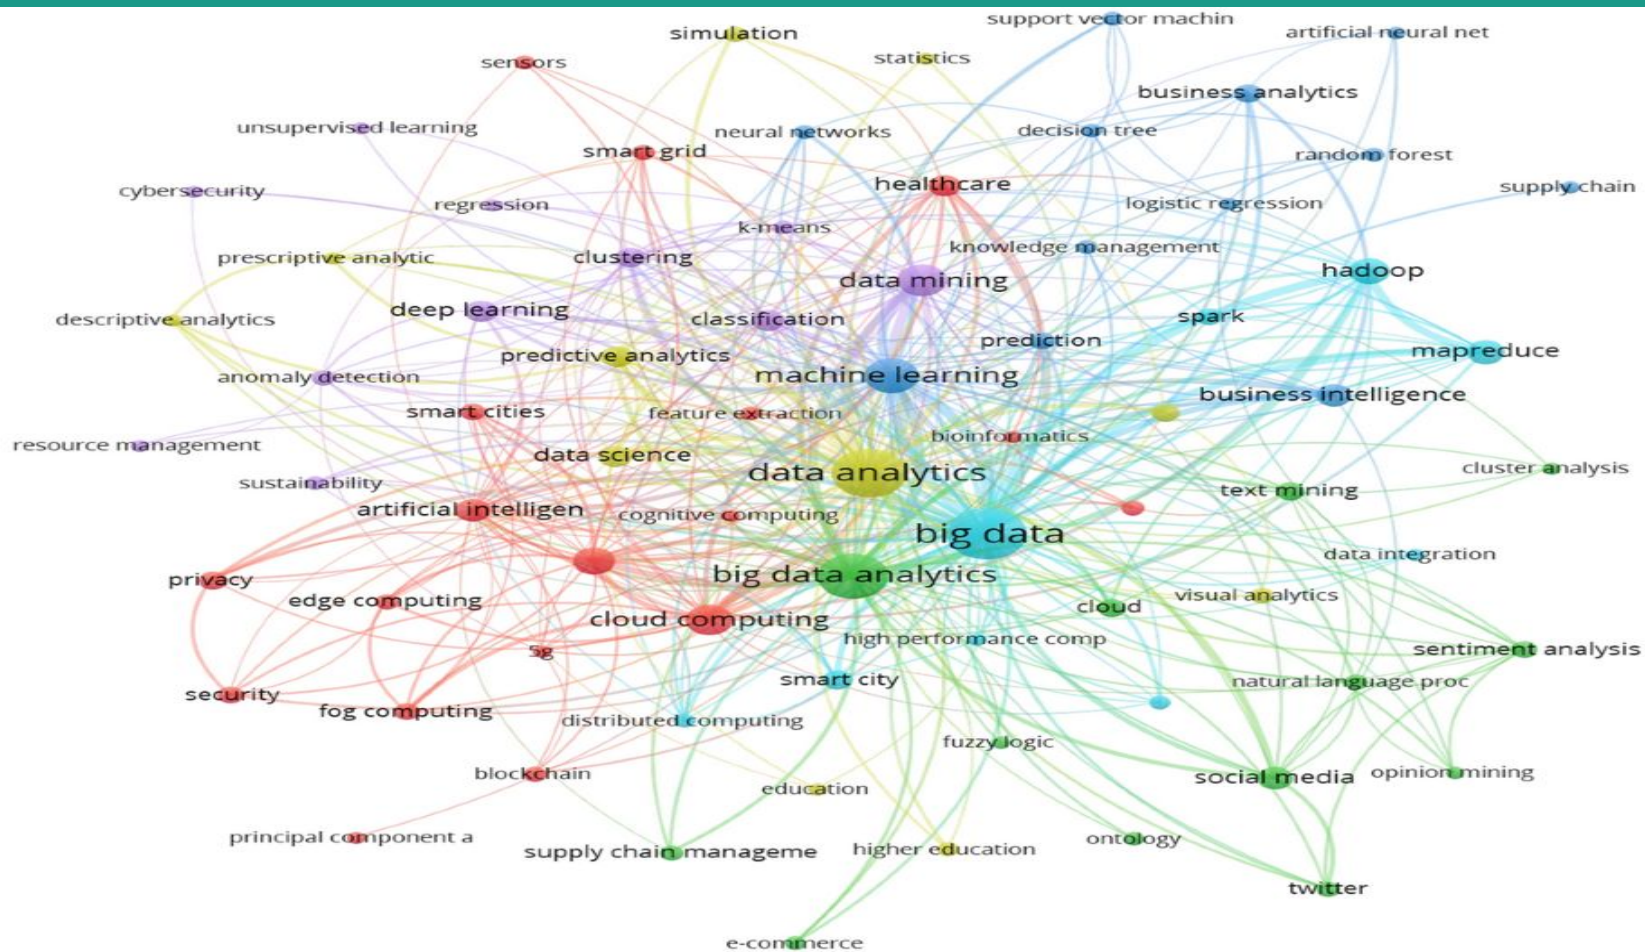 support vector machin
simulation
artificial neural net
statistics
sensors
business analytics
unsupervised learning
neural networks
decision tree
smart grid
random forest
healthcare
supply chain
cybersecurity
regression
logistic regression
k-means
knowledge management
prescriptive analytic
clustering
data mining
hadoop
deep learning
spark
descriptive analytics
classification
prediction
mapreduce
predictive analytics
machine learning
anomaly detection
business intelligence
smart cities
feature extraction
bioinformatics
resource management
data science
data analytics
cluster analysis
sustainability
text mining
artificial intelligen
cognitive computing
big data
data integration
big data analytics
privacy
visual analytics
edge computing
cloud
cloud computing
high performance comp
5g
sentiment analysis
smart city
natural language proc
security
fog computing
distributed computing
fuzzy logic
blockchain
social media
opinion mining
education
principal component a
ontology
supply chain manageme
higher education
twitter
e-commerce